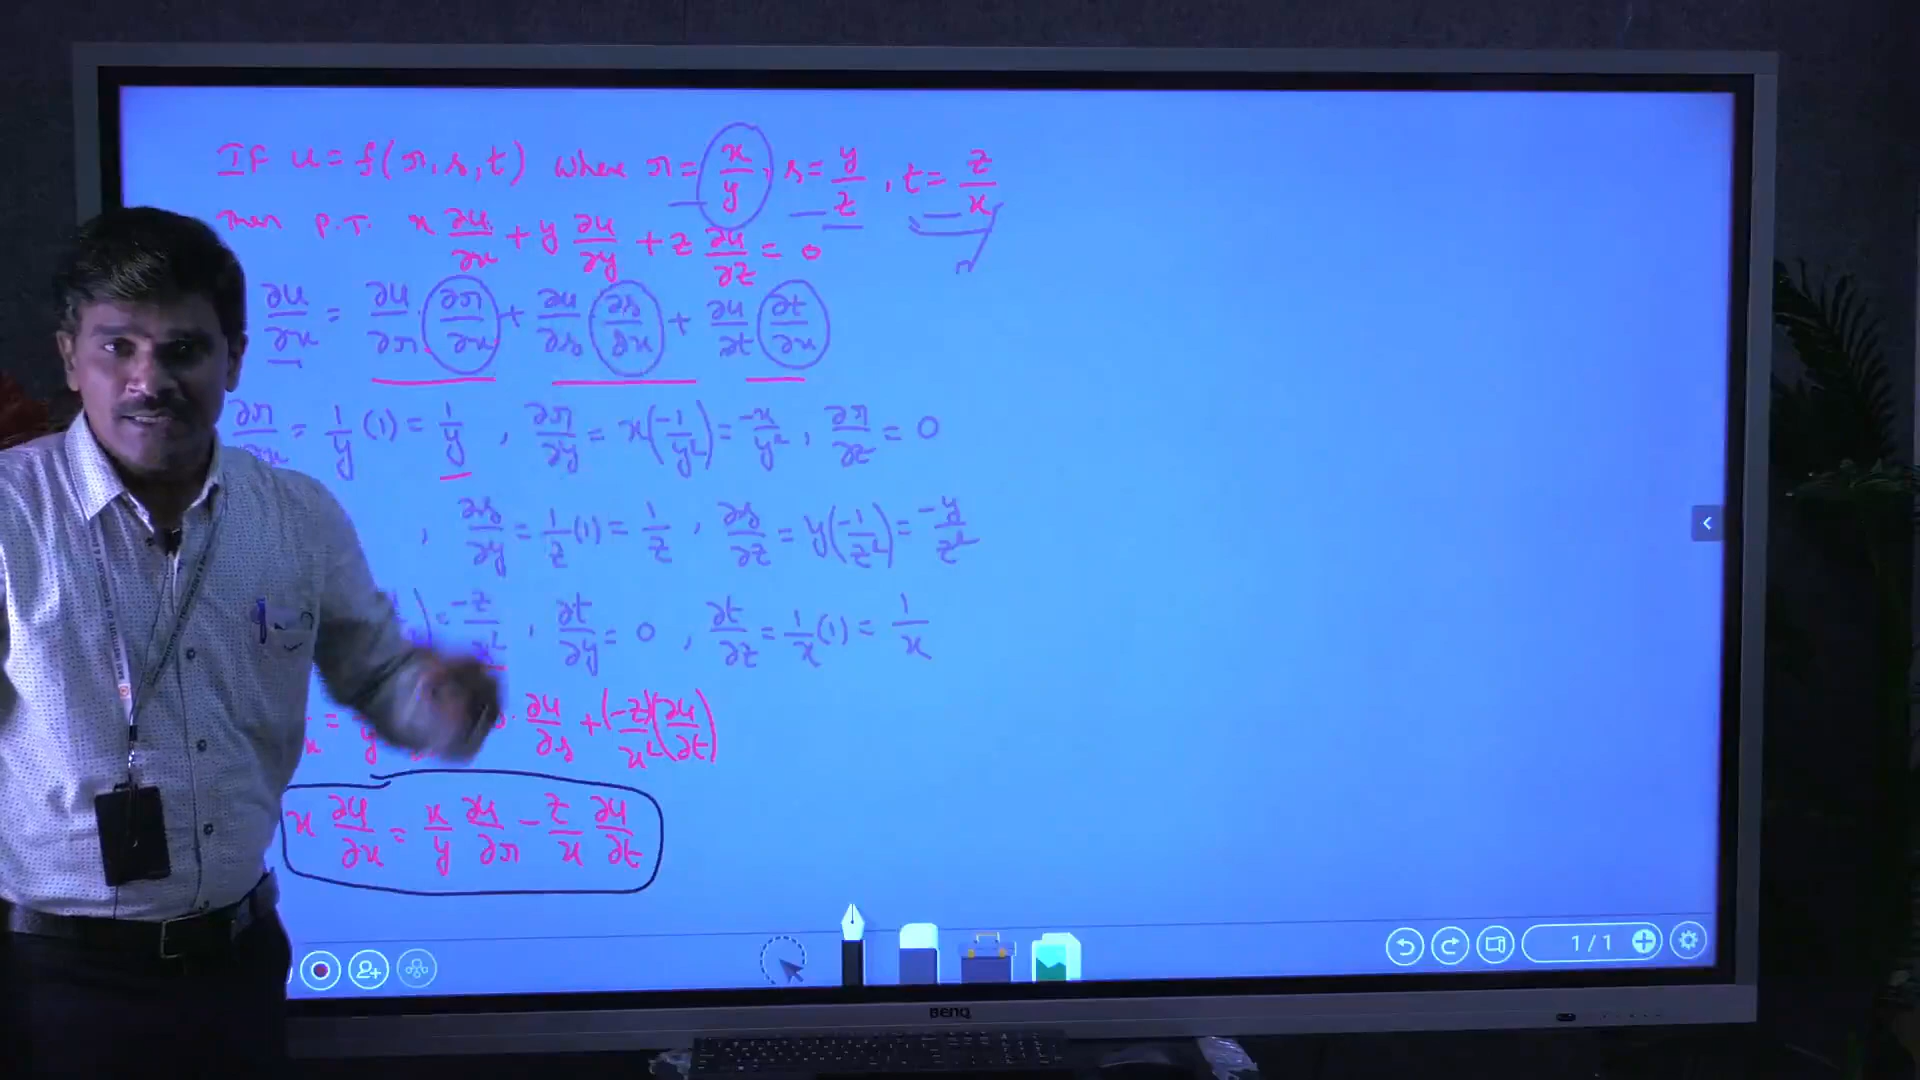 If u = f(r, s, t) where r = x/y, s = y/z, t = z/x
Then P.T. x ∂u/∂x + y ∂u/∂y + z ∂u/∂z = 0
∂u/∂x = ∂u/∂r · ∂r/∂x + ∂u/∂s ∂s/∂x + ∂u/∂t ∂t/∂x
∂r/∂x = 1/y (1) = 1/y , ∂r/∂y = x(-1/y²) = -x/y² , ∂r/∂z = 0
, ∂s/∂y = 1/z (1) = 1/z , ∂s/∂z = y(-1/z²) = -y/z²
) = -z/x² , ∂t/∂y = 0 , ∂t/∂z = 1/x (1) = 1/x
x = y · ∂u/∂s + (-z/x²)(∂u/∂t)
x ∂u/∂x = x/y ∂u/∂r - z/x ∂u/∂t
1/1
BenQ